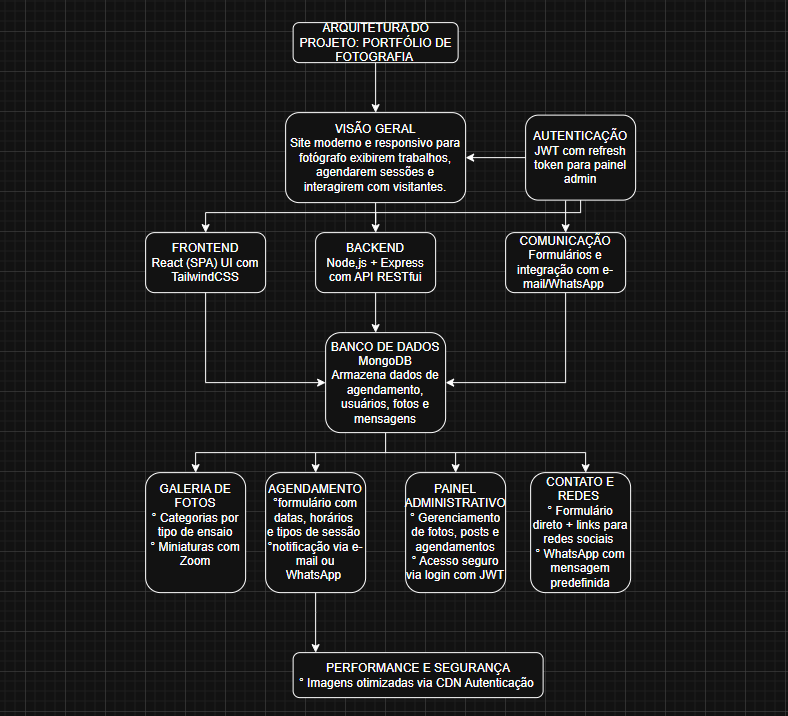 ARQUITETURA DO
PROJETO: PORTFÓLIO DE
FOTOGRAFIA
VISÃO GERAL
Site moderno e responsivo para
fotógrafo exibirem trabalhos,
agendarem sessões e
interagirem com visitantes.
AUTENTICAÇÃO
JWT com refresh
token para painel
admin
FRONTEND
React (SPA) UI com
TailwindCSS
BACKEND
Node,js + Express
com API RESTfui
COMUNICAÇÃO
Formulários e
integração com e-
mail/WhatsApp
BANCO DE DADOS
MongoDB
Armazena dados de
agendamento,
usuários, fotos e
mensagens
GALERIA DE
FOTOS
° Categorias por
tipo de ensaio
° Miniaturas com
Zoom
AGENDAMENTO
°formulário com
datas, horários
e tipos de sessão
°notificação via e-
mail ou
WhatsApp
PAINEL
ADMINISTRATIVO
° Gerenciamento
de fotos, posts e
agendamentos
° Acesso seguro
via login com JWT
CONTATO E
REDES
° Formulário
direto + links para
redes sociais
° WhatsApp com
mensagem
predefinida
PERFORMANCE E SEGURANÇA
° Imagens otimizadas via CDN Autenticação